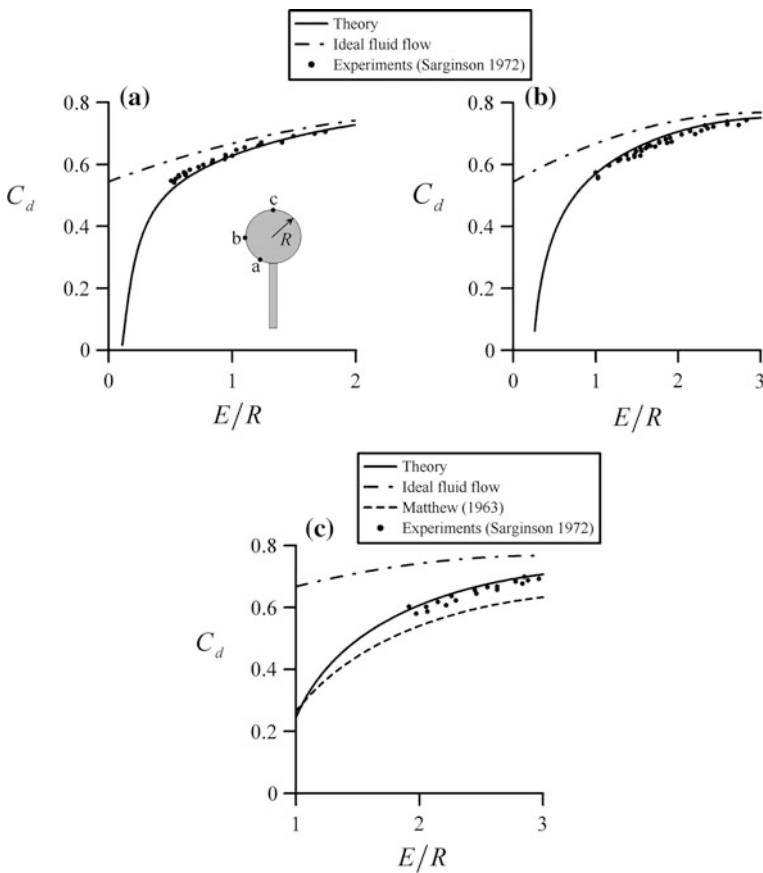 Theory
Ideal fluid flow
Experiments (Sarginson 1972)
(a)
0.8
0.6
0.4
0.2
0
C_d
0
1
2
E/R
c
R
b
a
(b)
0.8
0.6
0.4
0.2
0
C_d
0
1
2
3
E/R
Theory
Ideal fluid flow
Matthew (1963)
Experiments (Sarginson 1972)
(c)
0.8
0.6
0.4
0.2
0
C_d
1
2
3
E/R